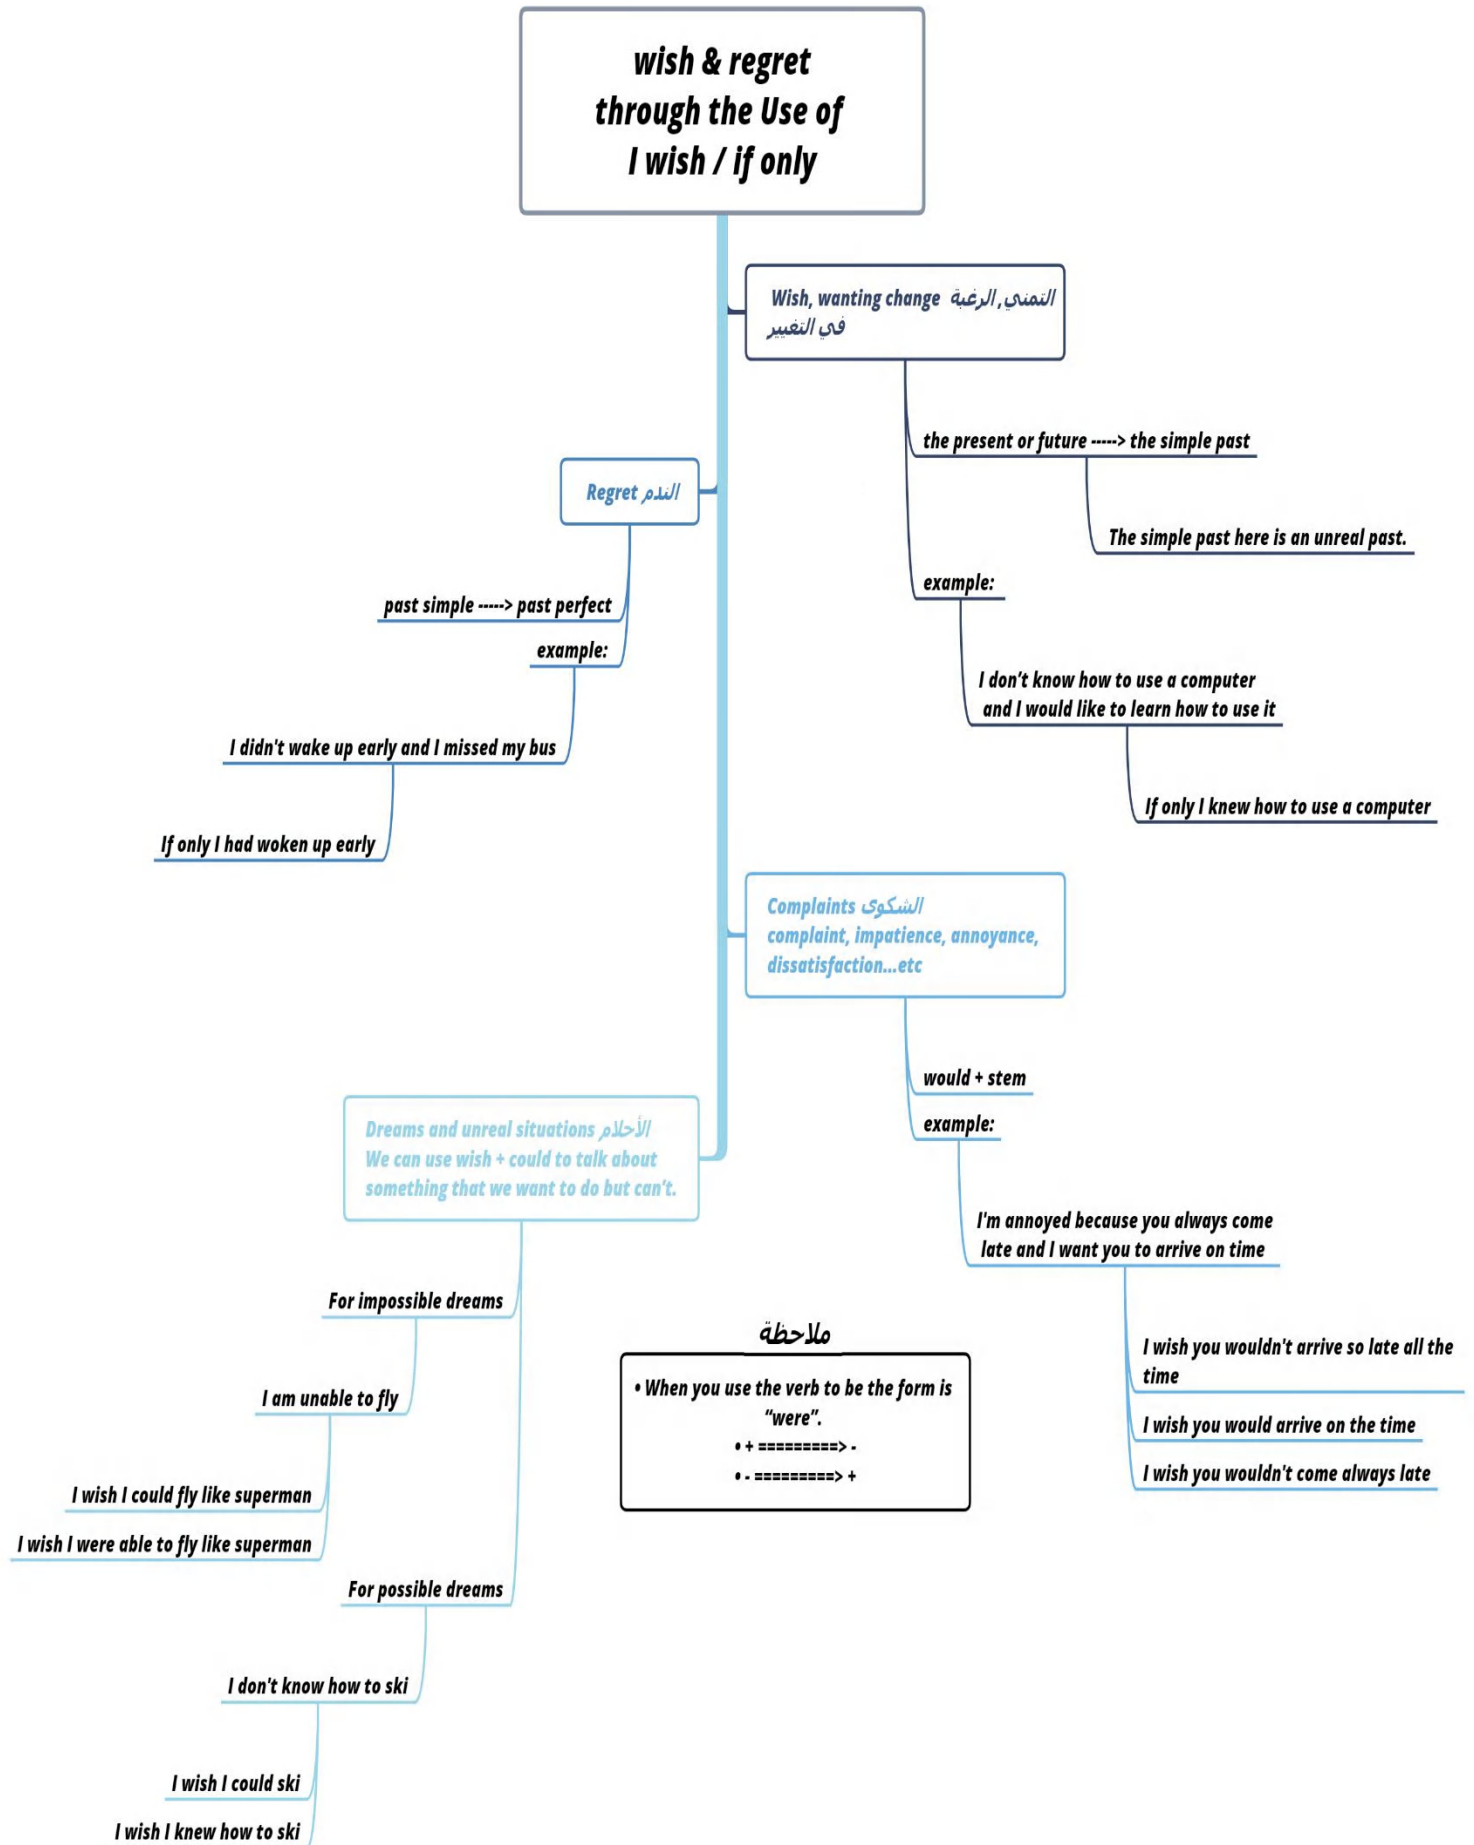 wish & regret
through the Use of
I wish / if only
Wish, wanting change التمني, الرغبة
في التغيير
the present or future -----> the simple past
The simple past here is an unreal past.
example:
I don't know how to use a computer
and I would like to learn how to use it
If only I knew how to use a computer
Regret الندم
past simple -----> past perfect
example:
I didn't wake up early and I missed my bus
If only I had woken up early
Complaints الشكوى
complaint, impatience, annoyance,
dissatisfaction...etc
would + stem
example:
I'm annoyed because you always come
late and I want you to arrive on time
I wish you wouldn't arrive so late all the
time
I wish you would arrive on the time
I wish you wouldn't come always late
Dreams and unreal situations الأحلام
We can use wish + could to talk about
something that we want to do but can't.
For impossible dreams
I am unable to fly
I wish I could fly like superman
I wish I were able to fly like superman
For possible dreams
I don't know how to ski
I wish I could ski
I wish I knew how to ski
ملاحظة
• When you use the verb to be the form is
“were”.
• + =========> -
• - =========> +